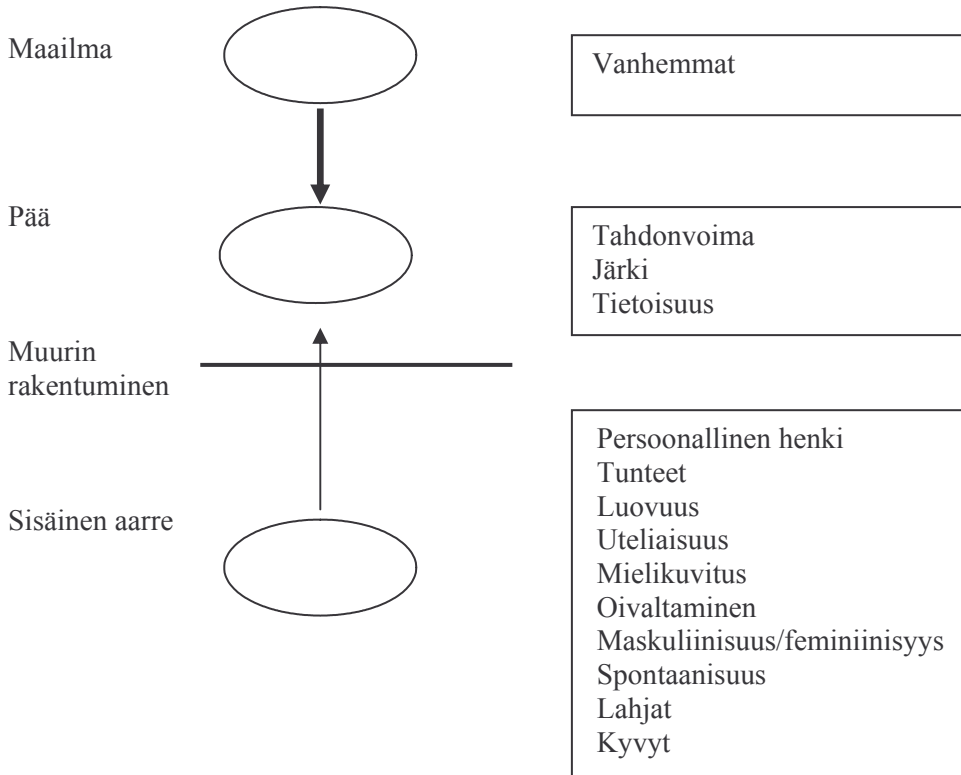 Maailma
Vanhemmat
Pää
Tahdonvoima
Järki
Tietoisuus
Muurin
rakentuminen
Sisäinen aarre
Persoonallinen henki
Tunteet
Luovuus
Uteliaisuus
Mielikuvitus
Oivaltaminen
Maskuliinisuus/feminiinisyys
Spontaanisuus
Lahjat
Kyvyt